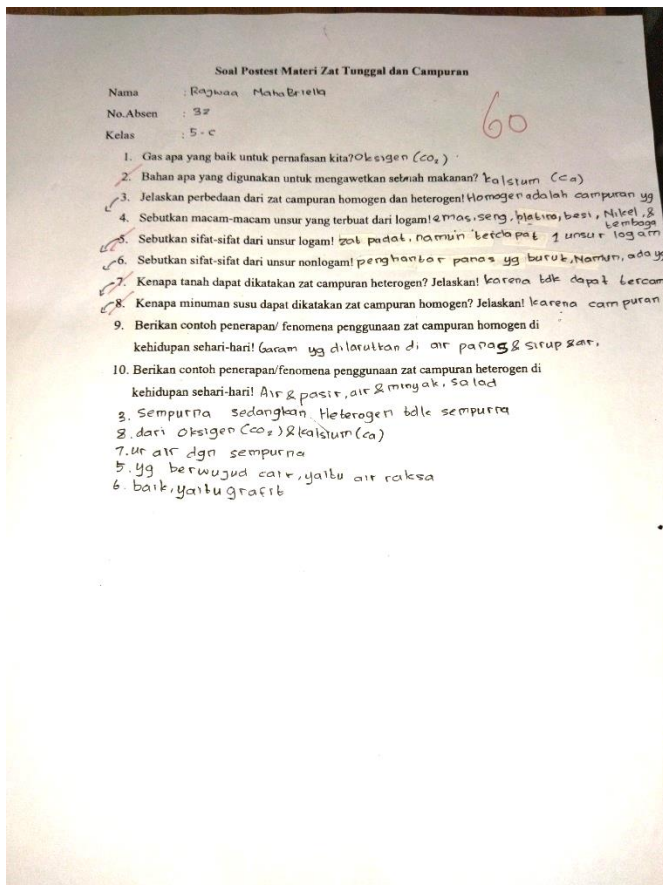 Soal Postest Materi Zat Tunggal dan Campuran
Nama : Rajwaa MahaBriella
No.Absen : 32
Kelas : 5-C
60
1. Gas apa yang baik untuk pernafasan kita? Oksigen (CO2)
2. Bahan apa yang digunakan untuk mengawetkan sebuah makanan? kalsium (Ca)
3. Jelaskan perbedaan dari zat campuran homogen dan heterogen! Homogen adalah campuran yg
4. Sebutkan macam-macam unsur yang terbuat dari logam! emas, seng, platina, besi, Nikel, &
tembaga
5. Sebutkan sifat-sifat dari unsur logam! zat padat, namun terdapat 1 unsur logam
6. Sebutkan sifat-sifat dari unsur nonlogam! penghantar panas yg buruk, Namun, ada y
7. Kenapa tanah dapat dikatakan zat campuran heterogen? Jelaskan! karena tdk dapat bercam
8. Kenapa minuman susu dapat dikatakan zat campuran homogen? Jelaskan! karena campuran
9. Berikan contoh penerapan/ fenomena penggunaan zat campuran homogen di
kehidupan sehari-hari! Garam yg dilarutkan di air panas & sirup & air,
10. Berikan contoh penerapan/fenomena penggunaan zat campuran heterogen di
kehidupan sehari-hari! Air & pasir, air & minyak, salad
3. Sempurna sedangkan Heterogen tdk sempurna
8. dari Oksigen (CO2) & kalsium (ca)
7. ur air dgn sempurna
5. yg berwujud cair, yaitu air raksa
6. baik, yaitu grafit